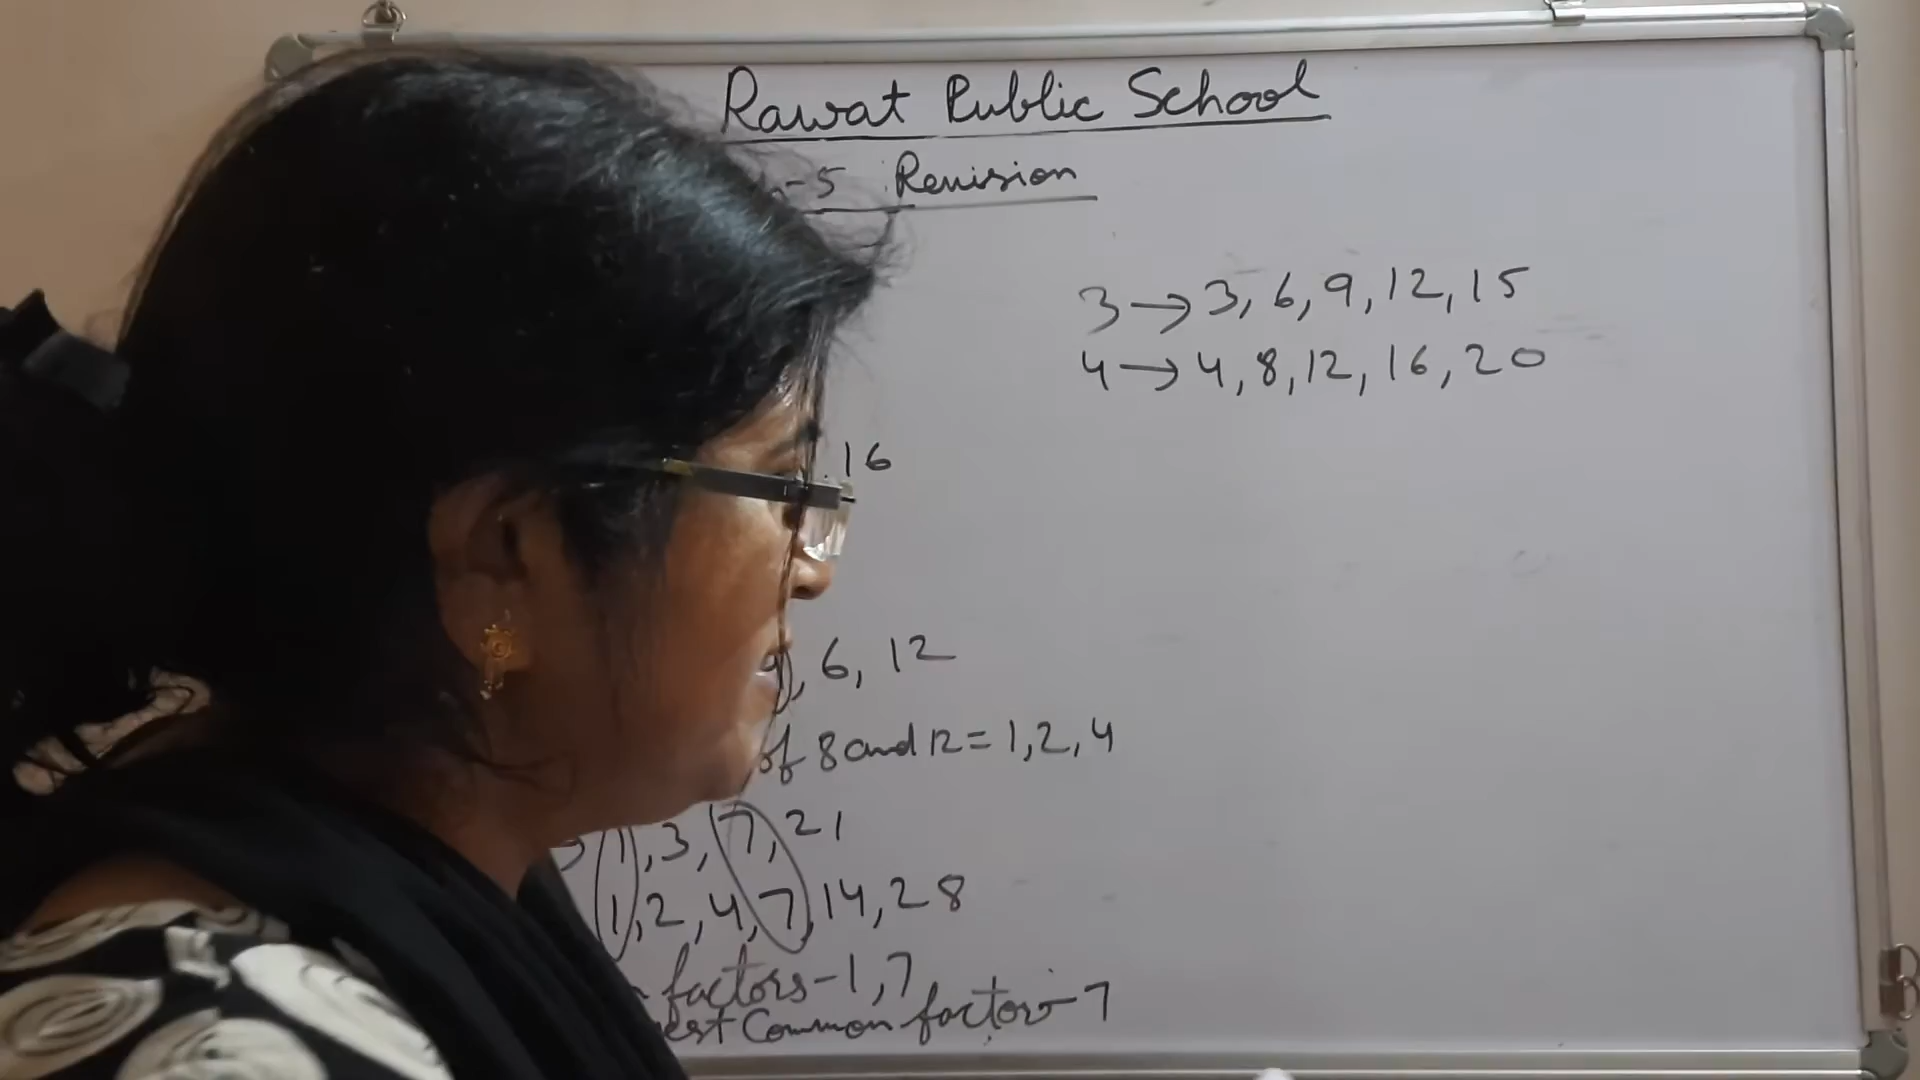 Rawat Public School
-5 Revision
3→3, 6, 9, 12, 15
4→4, 8, 12, 16, 20
16
, 6, 12
of 8 and 12 = 1, 2, 4
1, 3, 7, 21
1, 2, 4, 7, 14, 28
factors-1, 7
Common factor-7